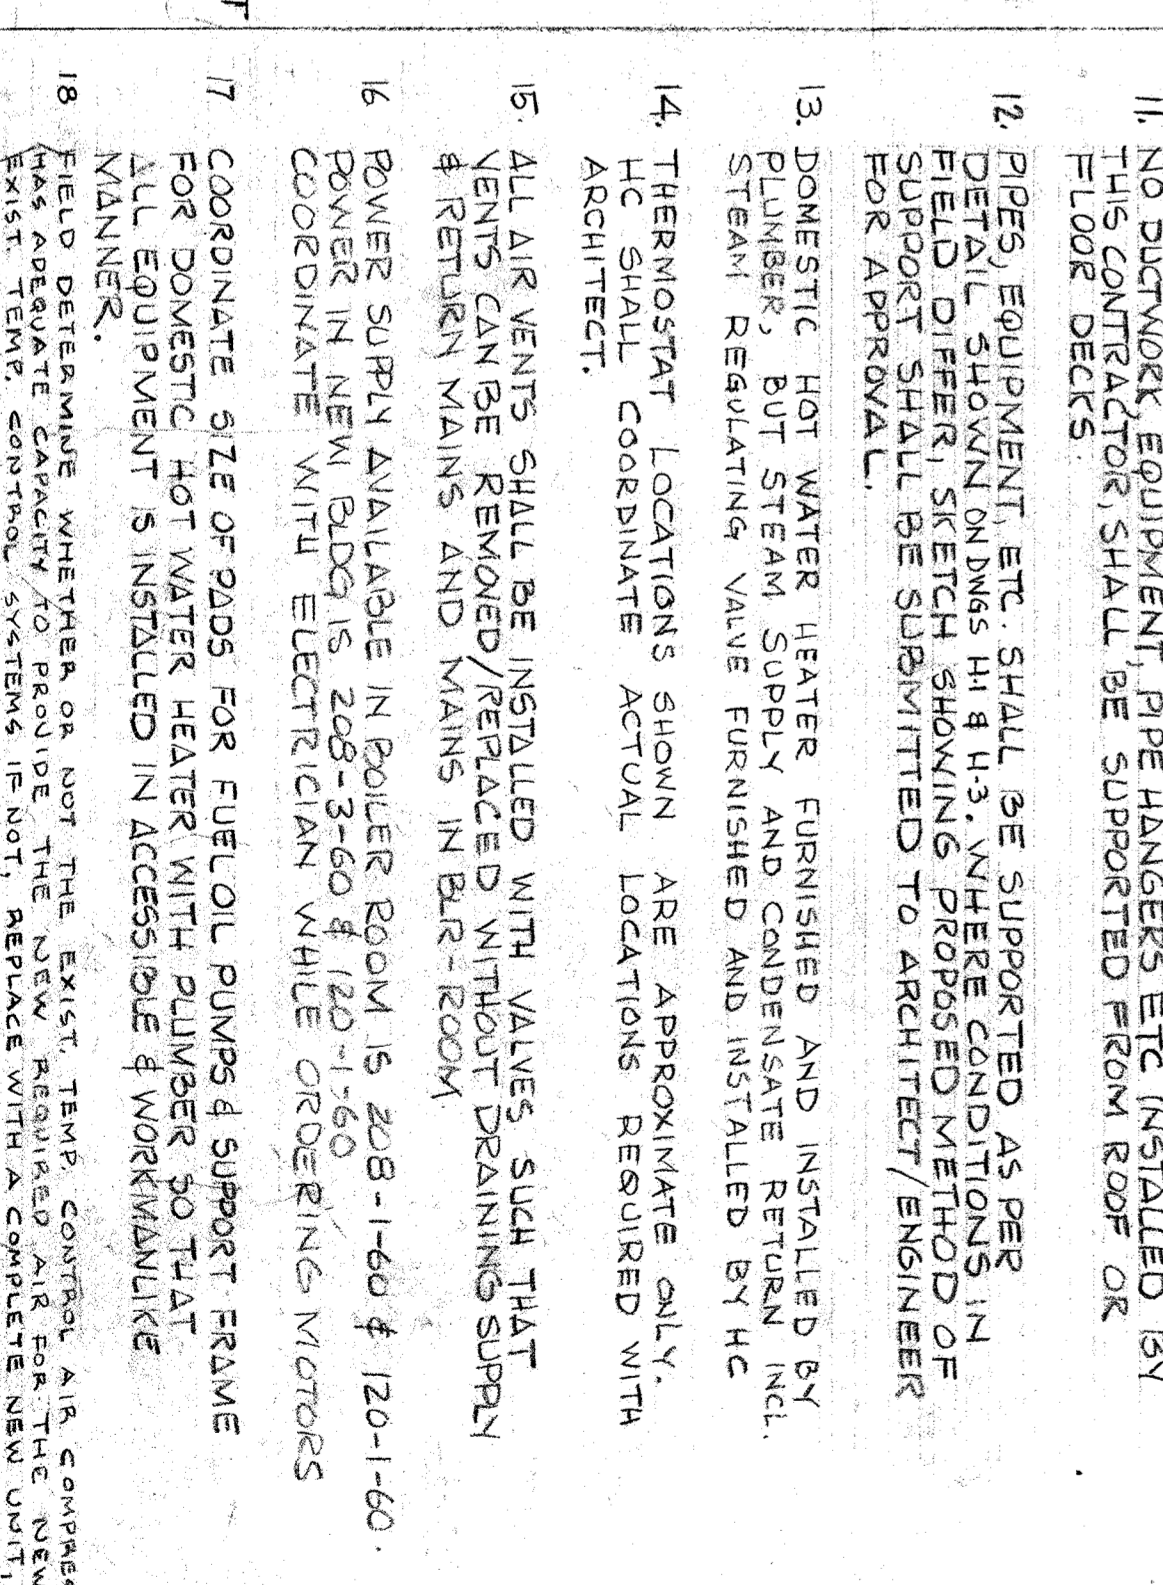 11. NO DUCTWORK, EQUIPMENT, PIPE HANGERS ETC INSTALLED BY
THIS CONTRACTOR, SHALL BE SUPPORTED FROM ROOF OR
FLOOR DECKS.
12. PIPES, EQUIPMENT, ETC. SHALL BE SUPPORTED AS PER
DETAIL SHOWN ON DWGS H-1 & H-3. WHERE CONDITIONS IN
FIELD DIFFER, SKETCH SHOWING PROPOSED METHOD OF
SUPPORT SHALL BE SUBMITTED TO ARCHITECT/ENGINEER
FOR APPROVAL.
13. DOMESTIC HOT WATER HEATER FURNISHED AND INSTALLED BY
PLUMBER, BUT STEAM SUPPLY AND CONDENSATE RETURN INCL.
STEAM REGULATING VALVE FURNISHED AND INSTALLED BY HC
14. THERMOSTAT LOCATIONS SHOWN ARE APPROXIMATE ONLY.
HC SHALL COORDINATE ACTUAL LOCATIONS REQUIRED WITH
ARCHITECT.
15. ALL AIR VENTS SHALL BE INSTALLED WITH VALVES SUCH THAT
VENTS CAN BE REMOVED/REPLACED WITHOUT DRAINING SUPPLY
& RETURN MAINS AND MAINS IN BLR-ROOM.
16 POWER SUPPLY AVAILABLE IN BOILER ROOM IS 208-1-60 & 120-1-60.
POWER IN NEW BLDG IS 208-3-60 & 120-1-60
COORDINATE WITH ELECTRICIAN WHILE ORDERING MOTORS
17 COORDINATE SIZE OF PADS FOR FUEL OIL PUMPS & SUPPORT FRAME
FOR DOMESTIC HOT WATER HEATER WITH PLUMBER SO THAT
ALL EQUIPMENT IS INSTALLED IN ACCESSIBLE & WORKMANLIKE
MANNER.
18 FIELD DETERMINE WHETHER OR NOT THE EXIST. TEMP. CONTROL AIR COMPRES
HAS ADEQUATE CAPACITY TO PROVIDE THE NEW REQUIRED AIR FOR THE NEW
EXIST. TEMP. CONTROL SYSTEMS IF NOT, REPLACE WITH A COMPLETE NEW UNIT,